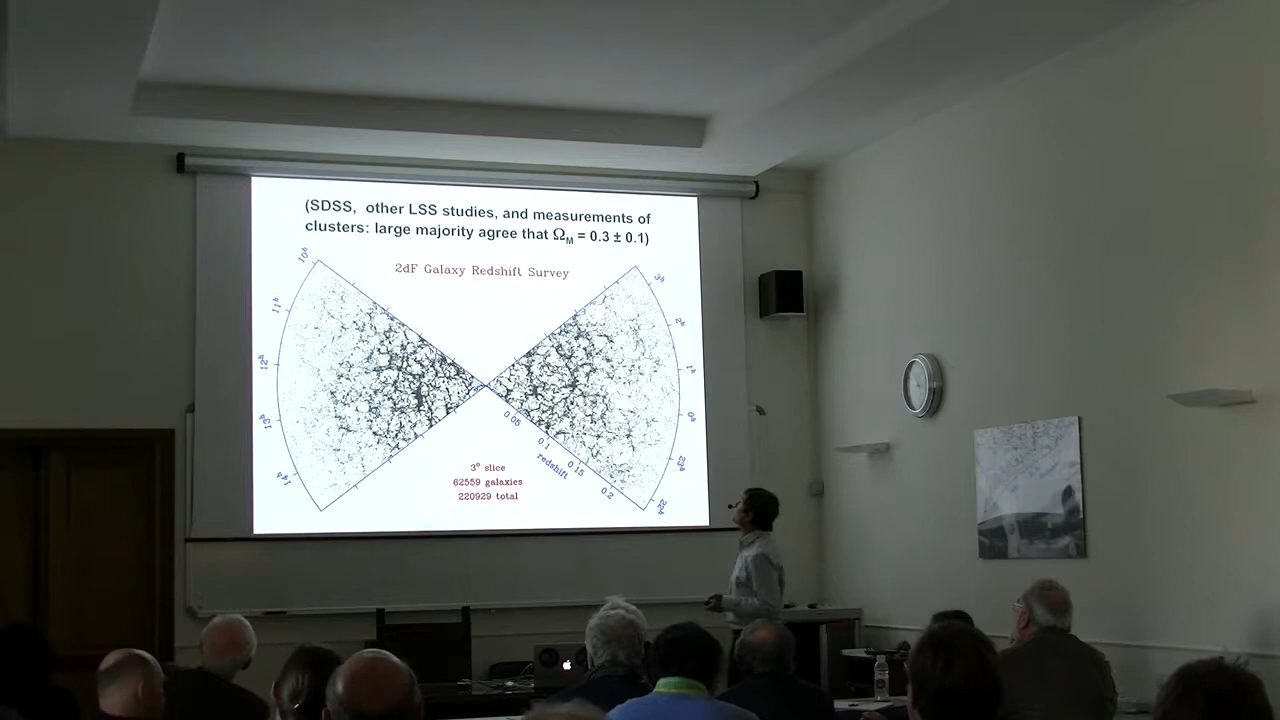 (SDSS, other LSS studies, and measurements of
clusters: large majority agree that ΩM = 0.3 ± 0.1)
2dF Galaxy Redshift Survey
10h
11h
12h
13h
14h
3h
2h
1h
0h
23h
22h
0.05
0.1
0.15
0.2
redshift
3° slice
62559 galaxies
220929 total